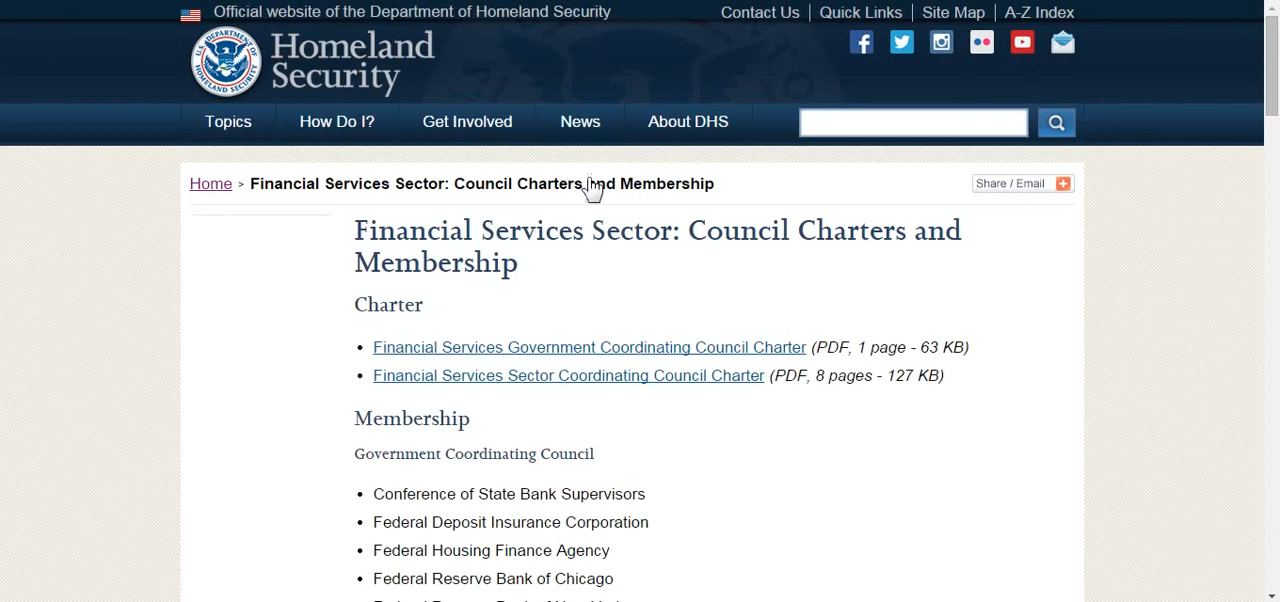 Official website of the Department of Homeland Security
Contact Us | Quick Links | Site Map | A-Z Index
U.S. DEPARTMENT OF HOMELAND SECURITY
Homeland
Security
Topics How Do I? Get Involved News About DHS
Home > Financial Services Sector: Council Charters and Membership
Share / Email
Financial Services Sector: Council Charters and
Membership
Charter
• Financial Services Government Coordinating Council Charter (PDF, 1 page - 63 KB)
• Financial Services Sector Coordinating Council Charter (PDF, 8 pages - 127 KB)
Membership
Government Coordinating Council
• Conference of State Bank Supervisors
• Federal Deposit Insurance Corporation
• Federal Housing Finance Agency
• Federal Reserve Bank of Chicago